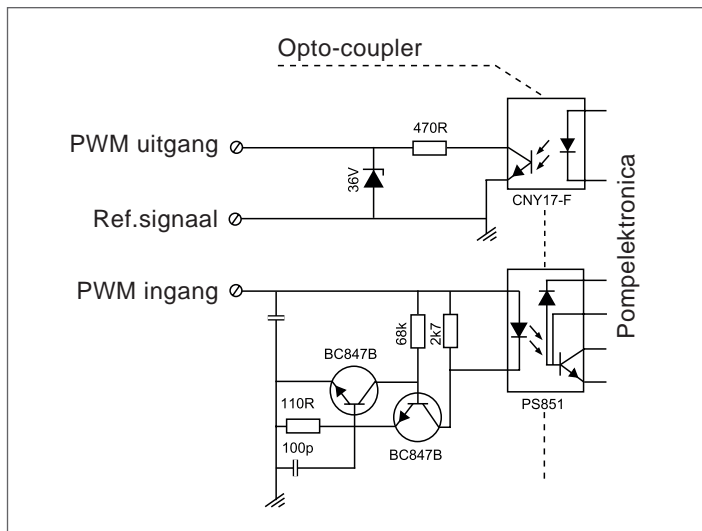 Opto-coupler
PWM uitgang
470R
36V
Ref.signaal
CNY17-F
PWM ingang
Pompelektronica
68k
2k7
BC847B
110R
100p
BC847B
PS851